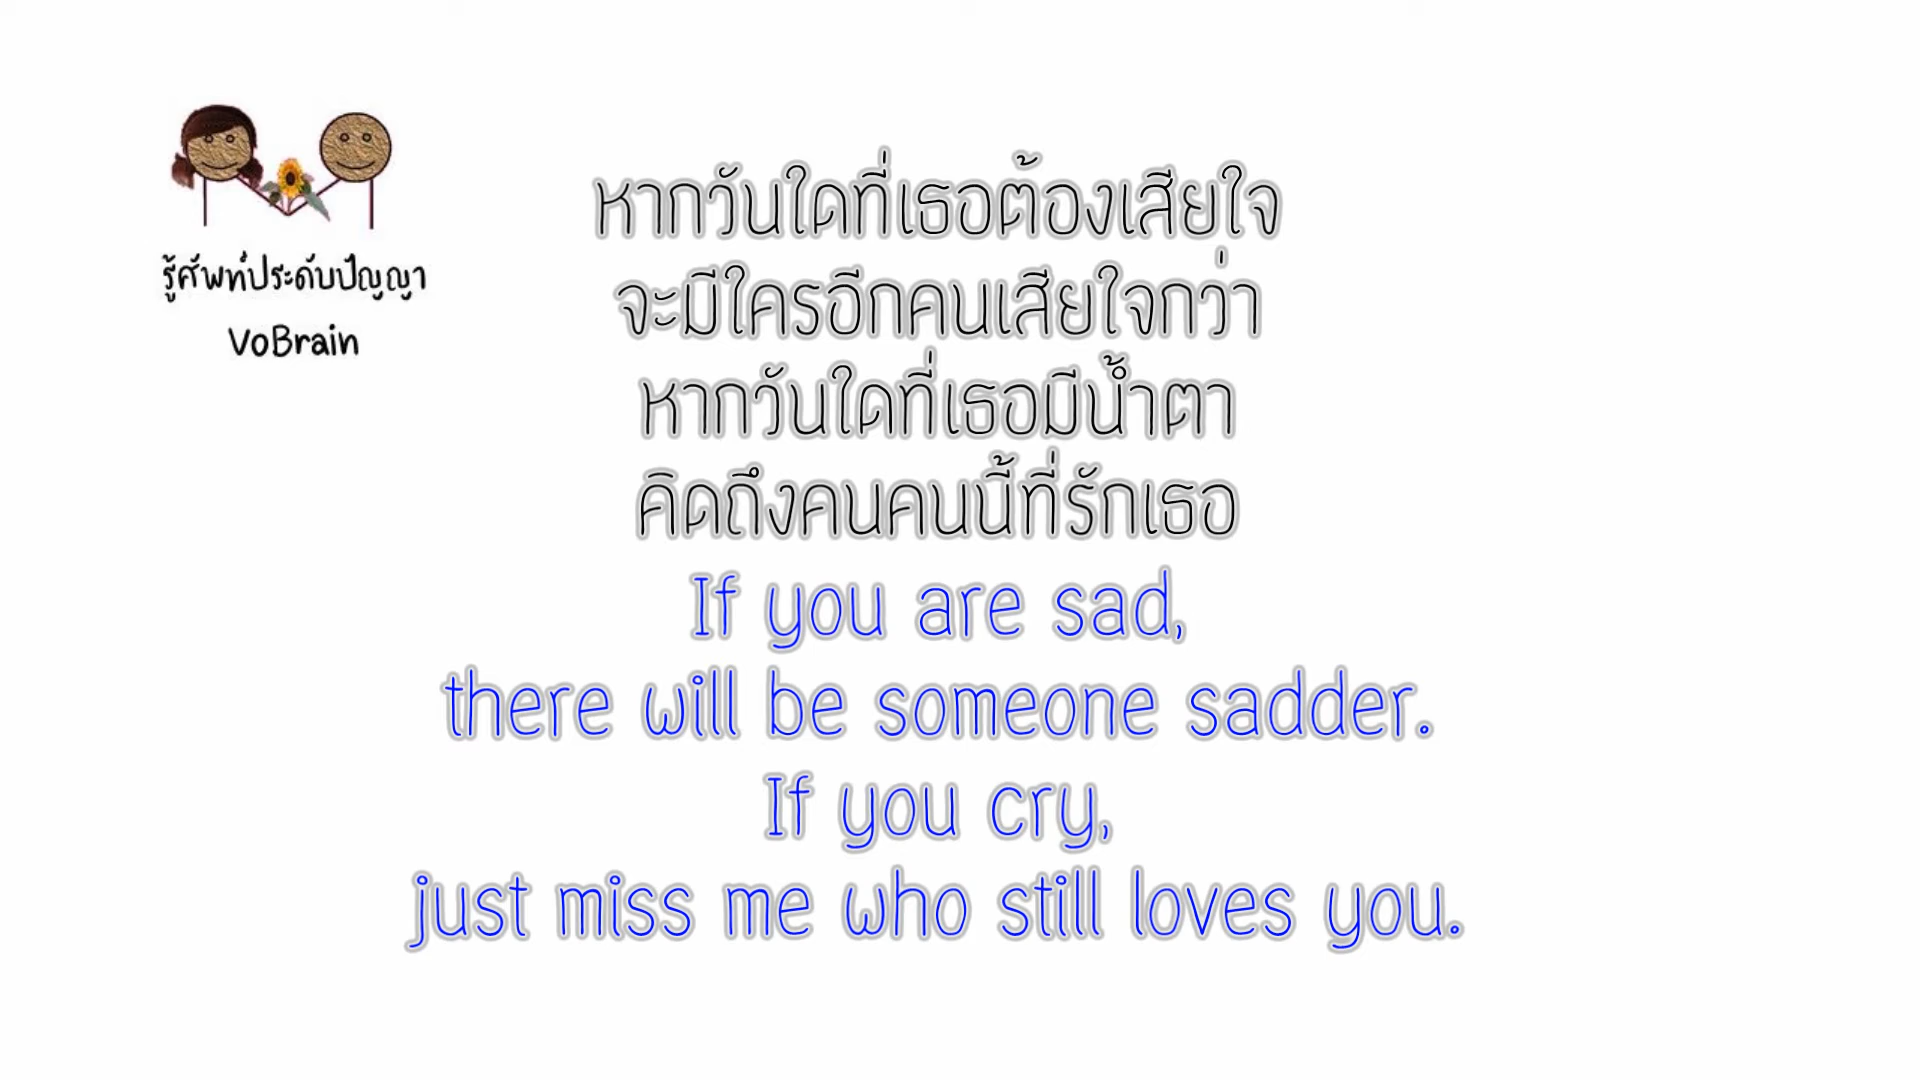 รู้ศัพท์ประดับปัญญา
VoBrain
หากวันใดที่เธอต้องเสียใจ
จะมีใครอีกคนเสียใจกว่า
หากวันใดที่เธอมีน้ำตา
คิดถึงคนคนนี้ที่รักเธอ
If you are sad,
there will be someone sadder.
If you cry,
just miss me who still loves you.